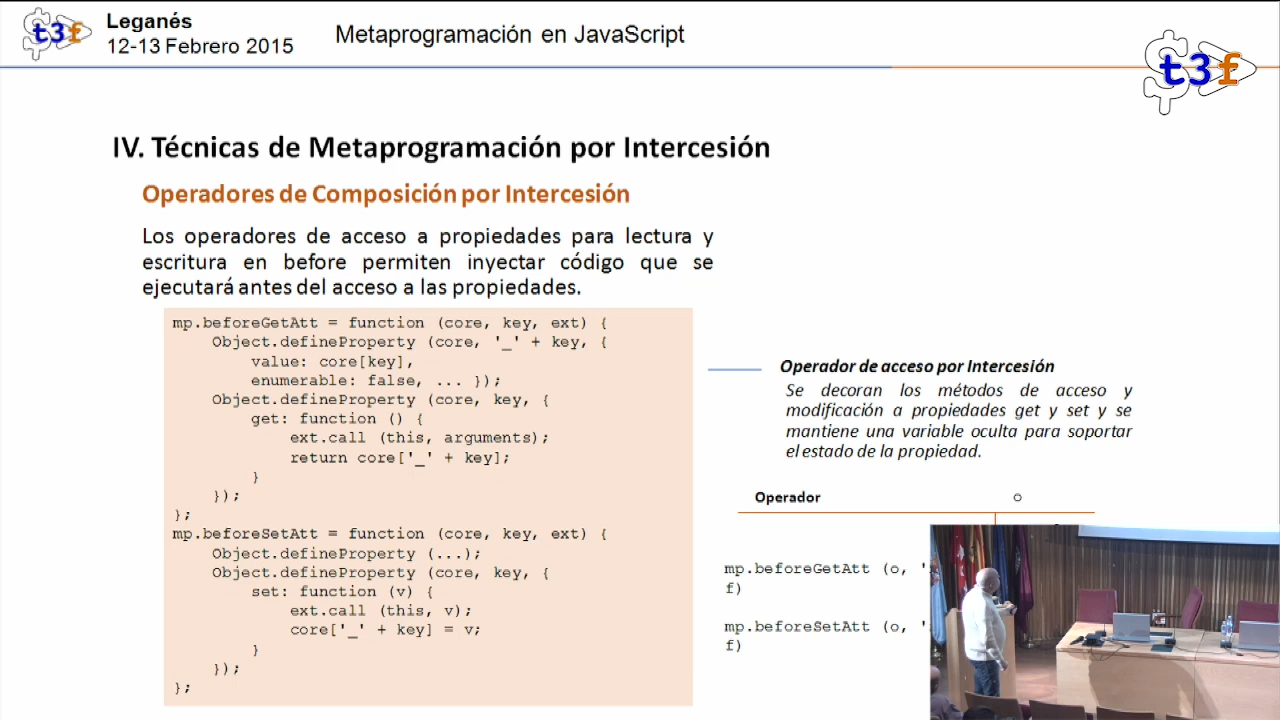 t3f
Leganés
12-13 Febrero 2015
Metaprogramación en JavaScript
t3f
IV. Técnicas de Metaprogramación por Intercesión
Operadores de Composición por Intercesión
Los operadores de acceso a propiedades para lectura y
escritura en before permiten inyectar código que se
ejecutará antes del acceso a las propiedades.
mp.beforeGetAtt = function (core, key, ext) {
    Object.defineProperty (core, '_' + key, {
        value: core[key],
        enumerable: false, ... });
    Object.defineProperty (core, key, {
        get: function () {
            ext.call (this, arguments);
            return core['_' + key];
        }
    });
};
mp.beforeSetAtt = function (core, key, ext) {
    Object.defineProperty (...);
    Object.defineProperty (core, key, {
        set: function (v) {
            ext.call (this, v);
            core['_' + key] = v;
        }
    });
};
Operador de acceso por Intercesión
Se decoran los métodos de acceso y
modificación a propiedades get y set y se
mantiene una variable oculta para soportar
el estado de la propiedad.
Operador o
mp.beforeGetAtt (o, '
f)
mp.beforeSetAtt (o, '
f)